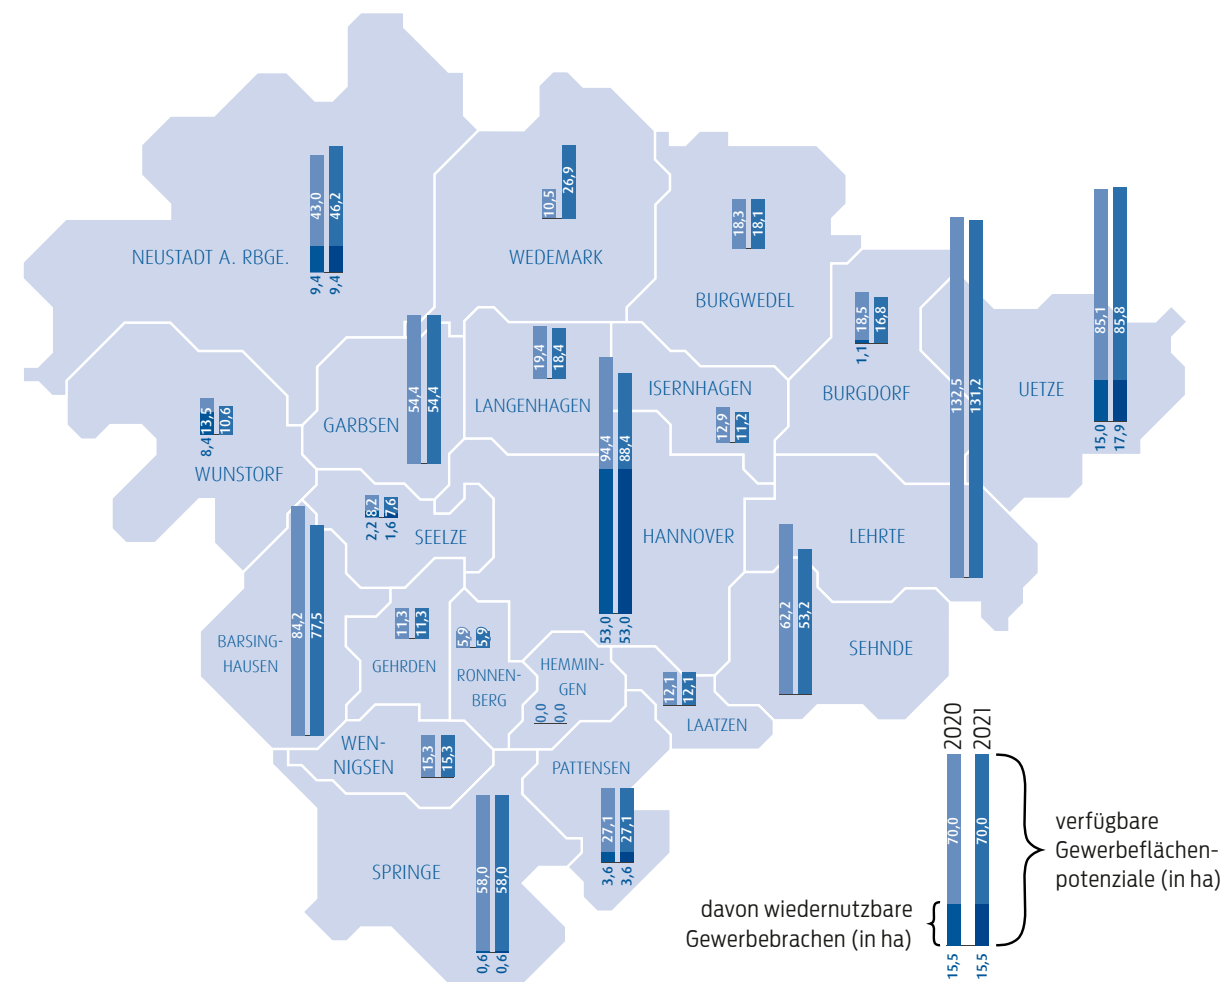 43,0
46,2
9,4
9,4
NEUSTADT A. RBGE.
10,5
26,9
WEDEMARK
18,3
18,1
BURGWEDEL
18,5
16,8
1,1
BURGDORF
132,5
131,2
LEHRTE
85,1
85,8
15,0
17,9
UETZE
13,5
10,6
8,4
WUNSTORF
54,4
54,4
GARBSEN
19,4
18,4
LANGENHAGEN
ISERNHAGEN
12,9
11,2
94,4
88,4
53,0
53,0
HANNOVER
8,2
7,6
2,2
1,6
SEELZE
84,2
77,5
BARSING-
HAUSEN
11,3
11,3
GEHRDEN
5,9
5,9
RONNEN-
BERG
HEMMIN-
GEN
0,0
0,0
12,1
12,1
LAATZEN
62,2
53,2
SEHNDE
WEN-
NIGSEN
15,3
15,3
PATTENSEN
27,1
27,1
3,6
3,6
SPRINGE
58,0
58,0
0,6
0,6
2020
2021
70,0
70,0
15,5
15,5
verfügbare
Gewerbeflächen-
potenziale (in ha)
davon wiedernutzbare
Gewerbebrachen (in ha)